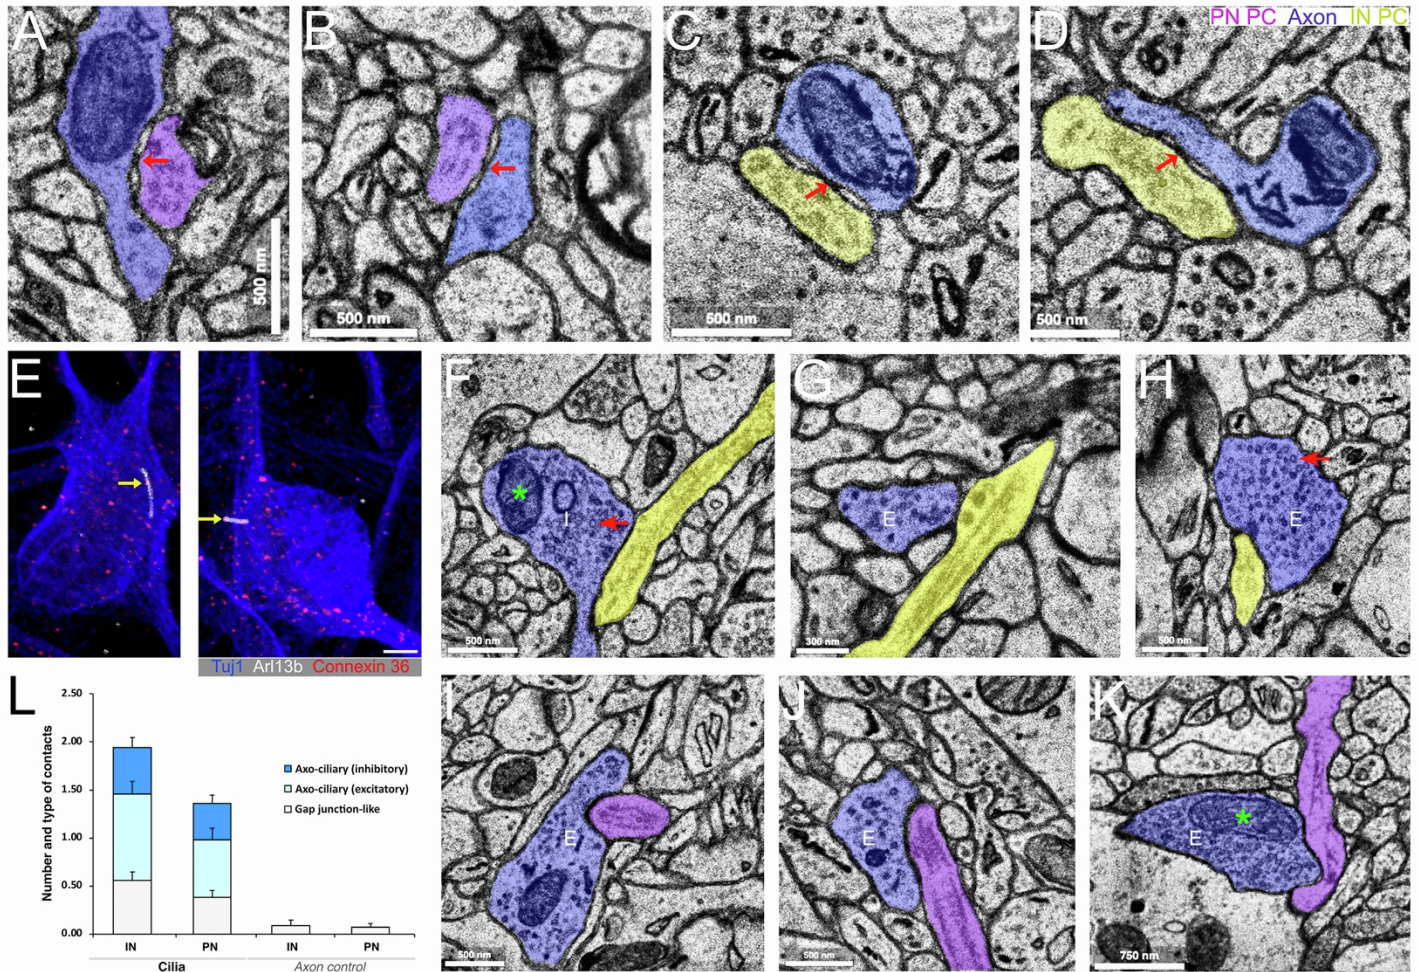 A
B
C
D
PN PC Axon IN PC
500 nm
500 nm
500 nm
500 nm
E
F
G
H
I
E
E
*
500 nm
300 nm
500 nm
Tuj1 Arl13b Connexin 36
L
I
J
K
Number and type of contacts
2.50
2.00
1.50
1.00
0.50
0.00
Axo-ciliary (inhibitory)
Axo-ciliary (excitatory)
Gap junction-like
IN
PN
IN
PN
Cilia
Axon control
E
E
E
*
500 nm
500 nm
750 nm